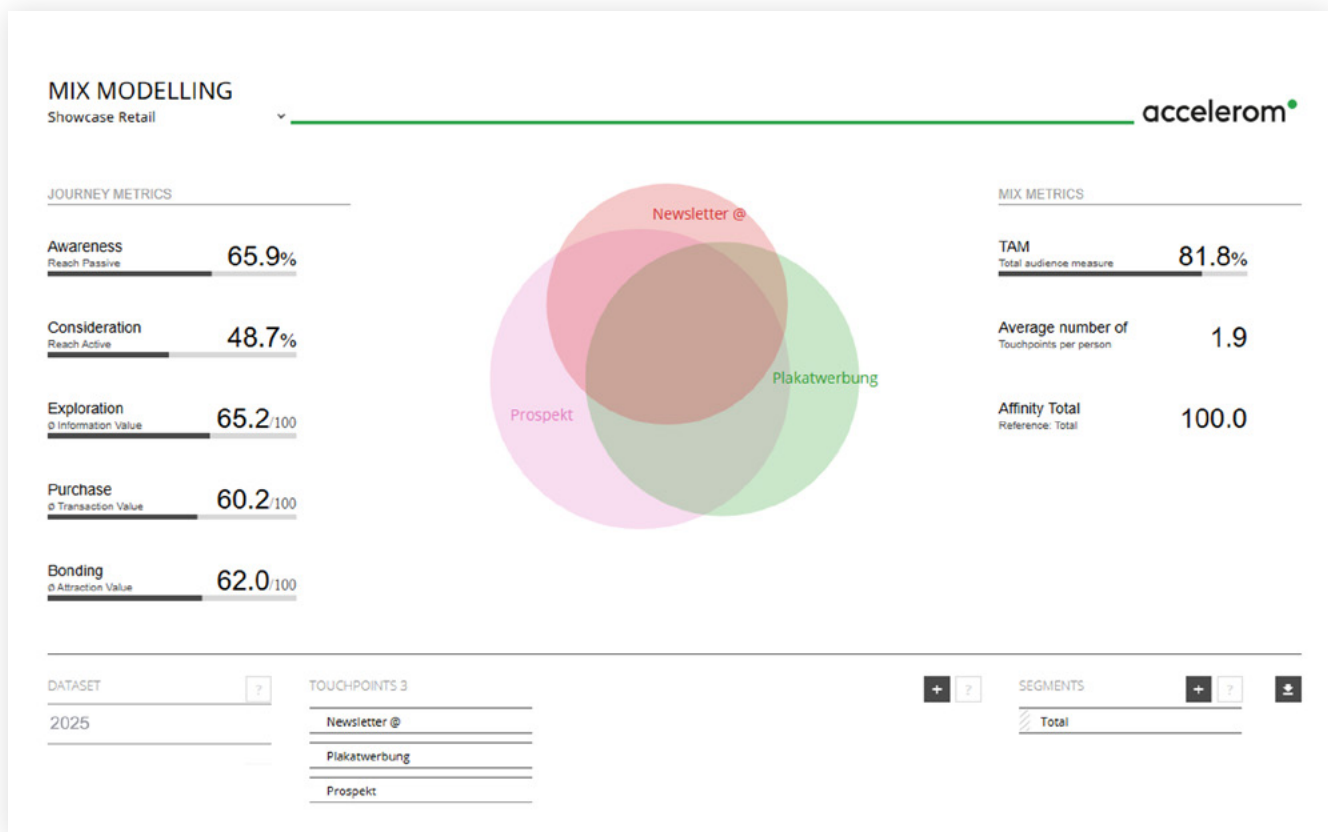 MIX MODELLING
Showcase Retail
accelerom
JOURNEY METRICS
Awareness
Reach Passive
65.9%
Consideration
Reach Active
48.7%
Exploration
Ø Information Value
65.2/100
Purchase
Ø Transaction Value
60.2/100
Bonding
Ø Attraction Value
62.0/100
Newsletter @
Plakatwerbung
Prospekt
MIX METRICS
TAM
Total audience measure
81.8%
Average number of
Touchpoints per person
1.9
Affinity Total
Reference: Total
100.0
DATASET
?
2025
TOUCHPOINTS 3
+
?
Newsletter @
Plakatwerbung
Prospekt
SEGMENTS
+
?
Total